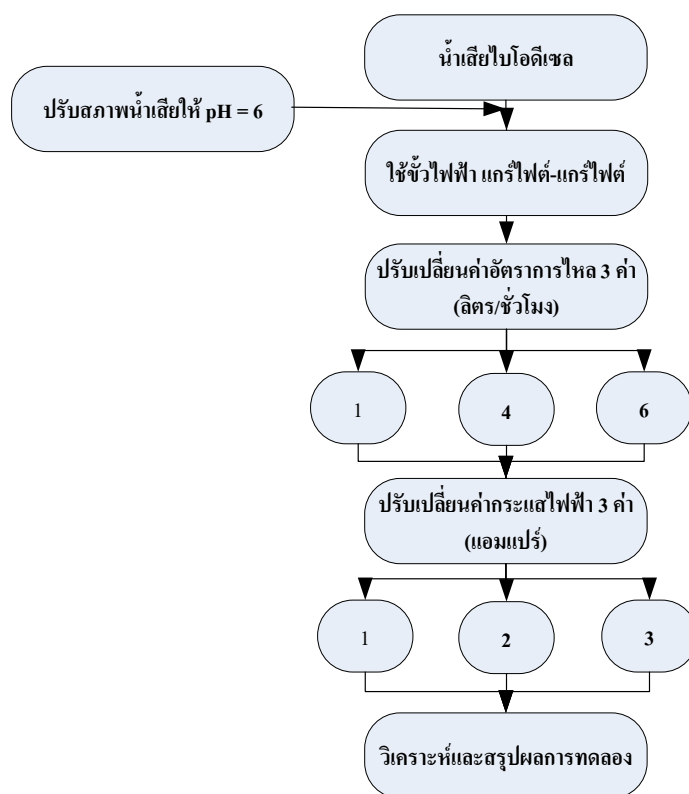 น้ำเสียไบโอดีเซล
ปรับสภาพน้ำเสียให้ pH = 6
ใช้ขั้วไฟฟ้า แกร์ไฟต์-แกร์ไฟต์
ปรับเปลี่ยนค่าอัตราการไหล 3 ค่า
(ลิตร/ชั่วโมง)
1
4
6
ปรับเปลี่ยนค่ากระแสไฟฟ้า 3 ค่า
(แอมแปร์)
1
2
3
วิเคราะห์และสรุปผลการทดลอง